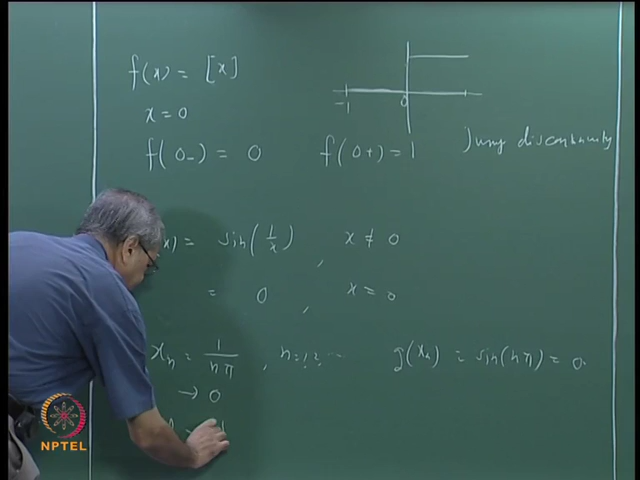 f(x) = [x]
-1 0
x = 0
f(0-) = 0 f(0+) = 1 Jump discontinuity
x) = sin(1/x) , x ≠ 0
= 0 , x = 0
xₙ = 1/nπ , n=1,2 ... g(xₙ) = sin(nπ) = 0.
→ 0
NPTEL